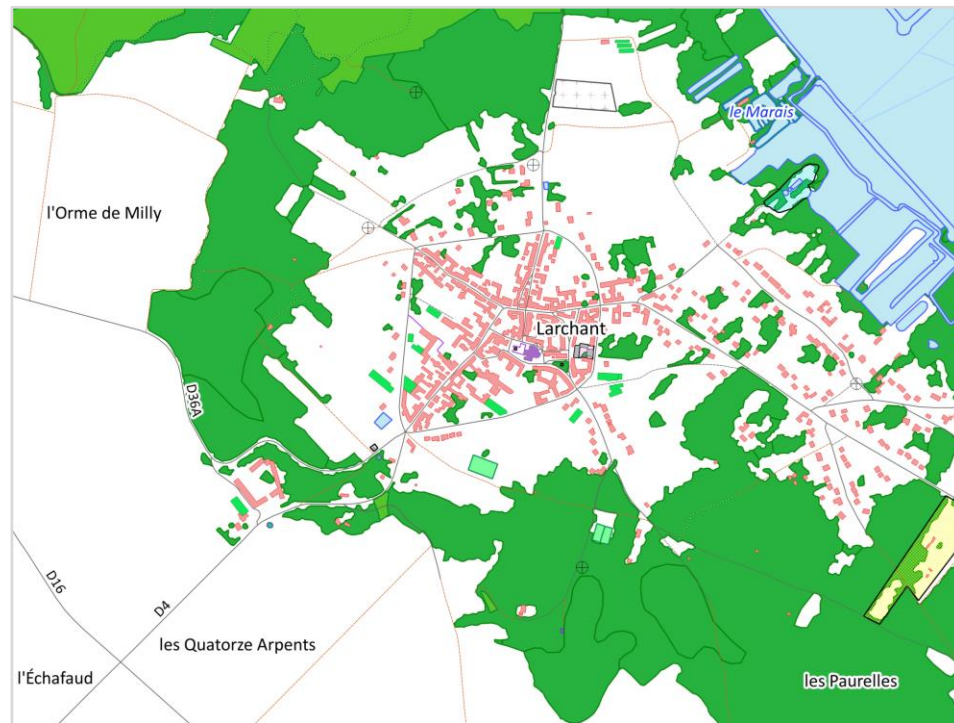 le Marais
l'Orme de Milly
Larchant
D36A
D16
D4
les Quatorze Arpents
l'Échafaud
les Paurelles